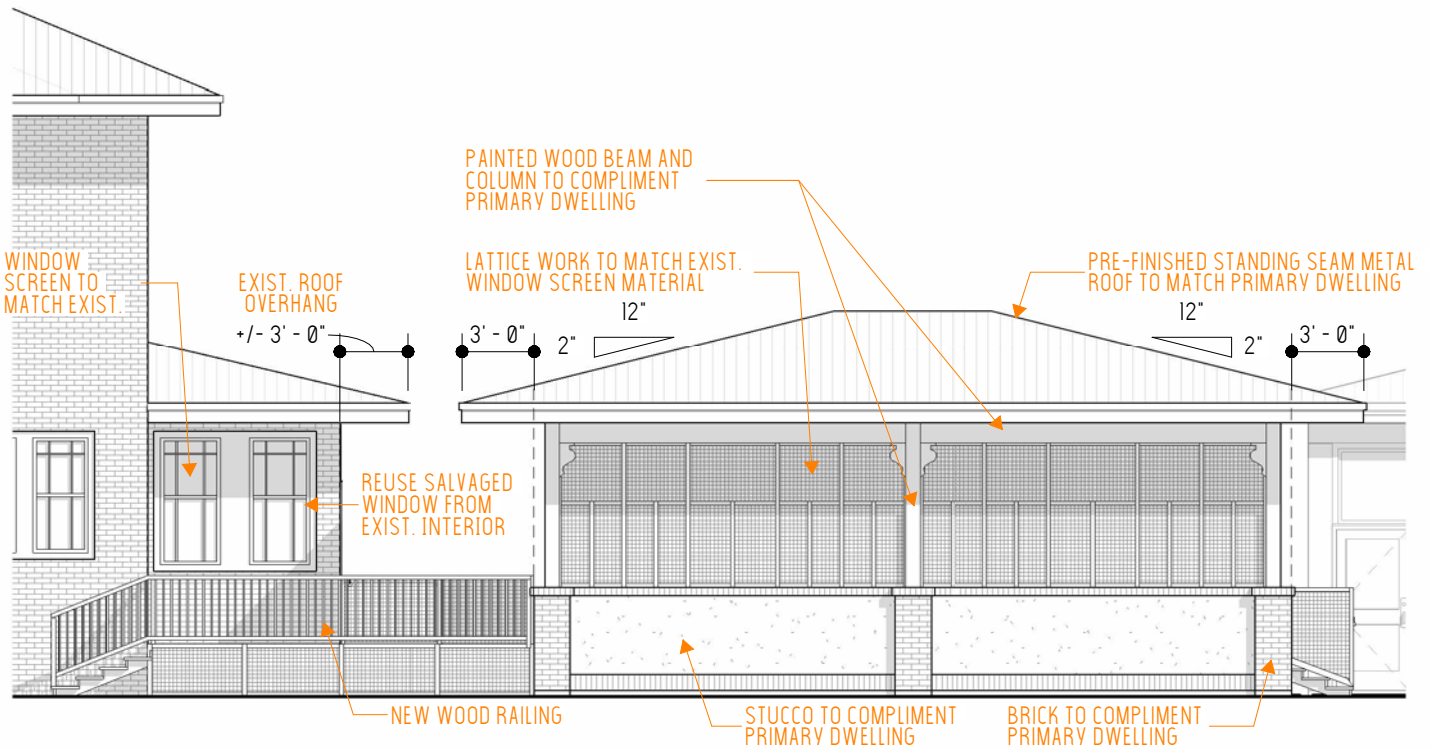 PAINTED WOOD BEAM AND
COLUMN TO COMPLIMENT
PRIMARY DWELLING
WINDOW
SCREEN TO
MATCH EXIST.
EXIST. ROOF
OVERHANG
+/- 3' - 0"
LATTICE WORK TO MATCH EXIST.
WINDOW SCREEN MATERIAL
PRE-FINISHED STANDING SEAM METAL
ROOF TO MATCH PRIMARY DWELLING
3' - 0"
12"
2"
12"
2"
3' - 0"
REUSE SALVAGED
WINDOW FROM
EXIST. INTERIOR
NEW WOOD RAILING
STUCCO TO COMPLIMENT
PRIMARY DWELLING
BRICK TO COMPLIMENT
PRIMARY DWELLING